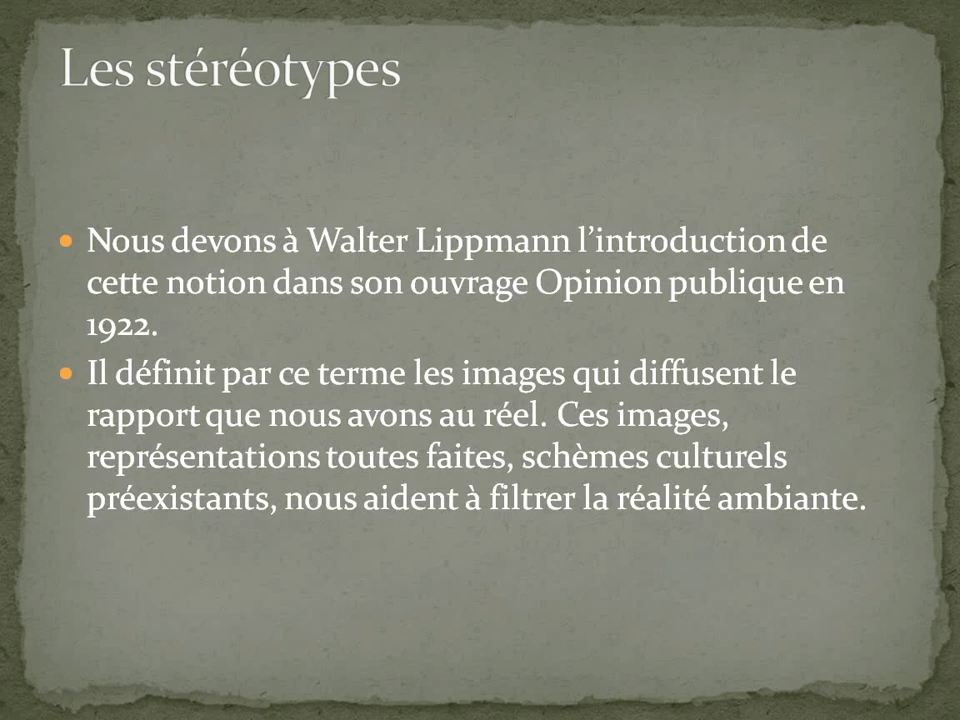 Les stéréotypes
Nous devons à Walter Lippmann l’introduction de
cette notion dans son ouvrage Opinion publique en
1922.
Il définit par ce terme les images qui diffusent le
rapport que nous avons au réel. Ces images,
représentations toutes faites, schèmes culturels
préexistants, nous aident à filtrer la réalité ambiante.